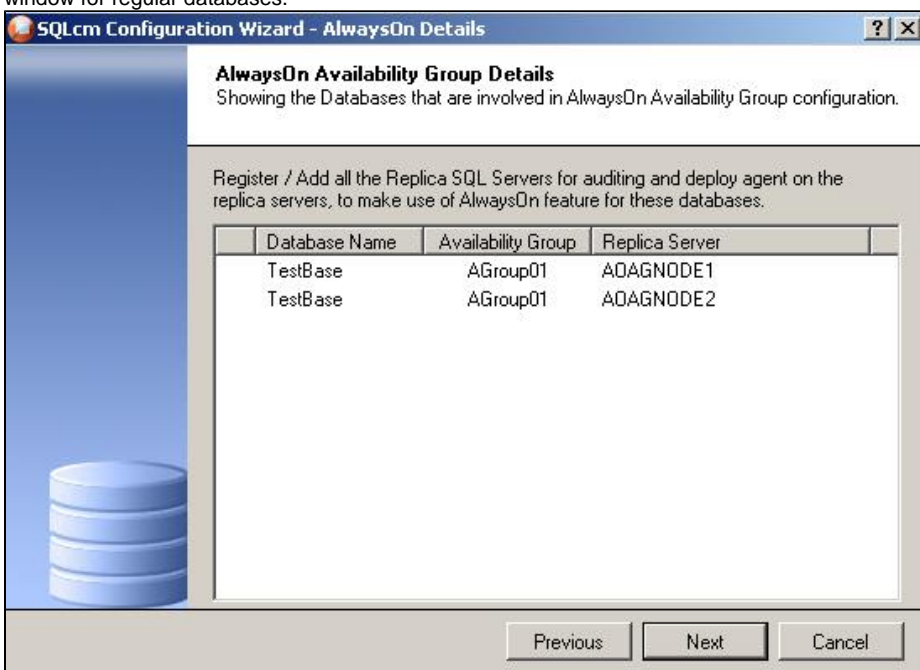 window for regular databases.
SQLcm Configuration Wizard - AlwaysOn Details
AlwaysOn Availability Group Details
Showing the Databases that are involved in AlwaysOn Availability Group configuration.
Register / Add all the Replica SQL Servers for auditing and deploy agent on the
replica servers, to make use of AlwaysOn feature for these databases.
Database Name Availability Group Replica Server
TestBase AGroup01 AOAGNODE1
TestBase AGroup01 AOAGNODE2
Previous Next Cancel